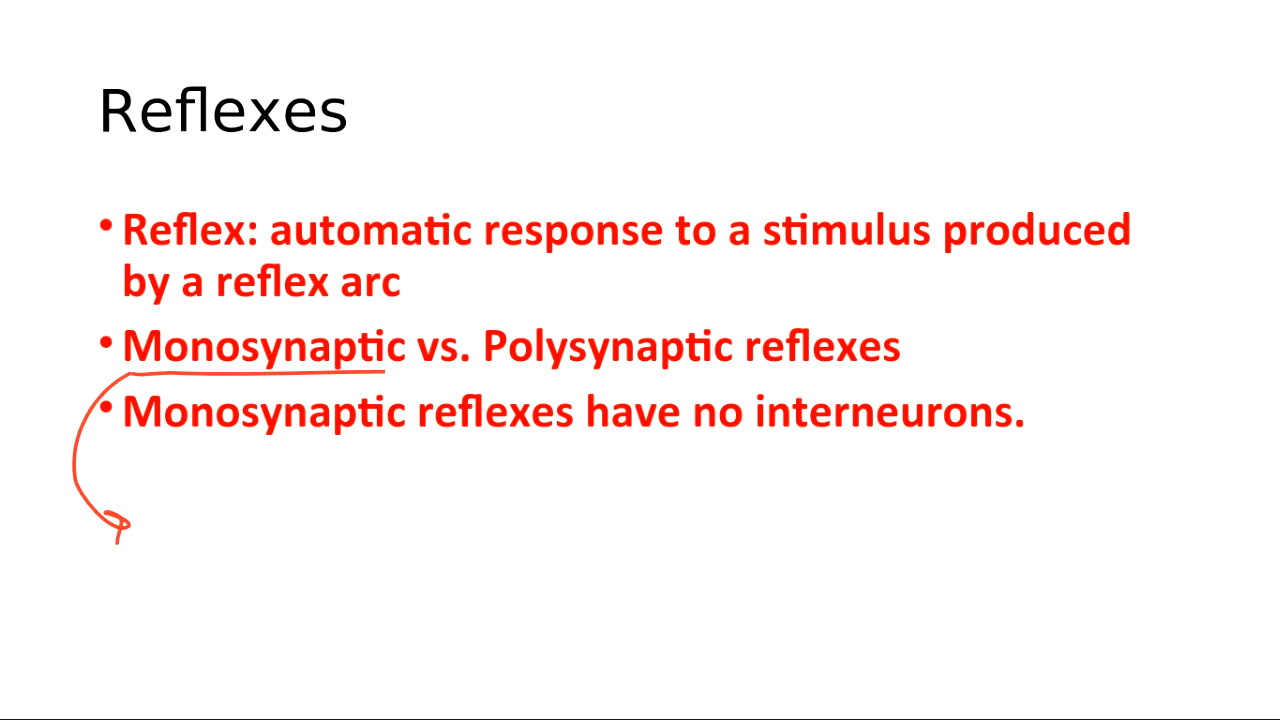 Reflexes
• Reflex: automatic response to a stimulus produced
by a reflex arc
• Monosynaptic vs. Polysynaptic reflexes
• Monosynaptic reflexes have no interneurons.